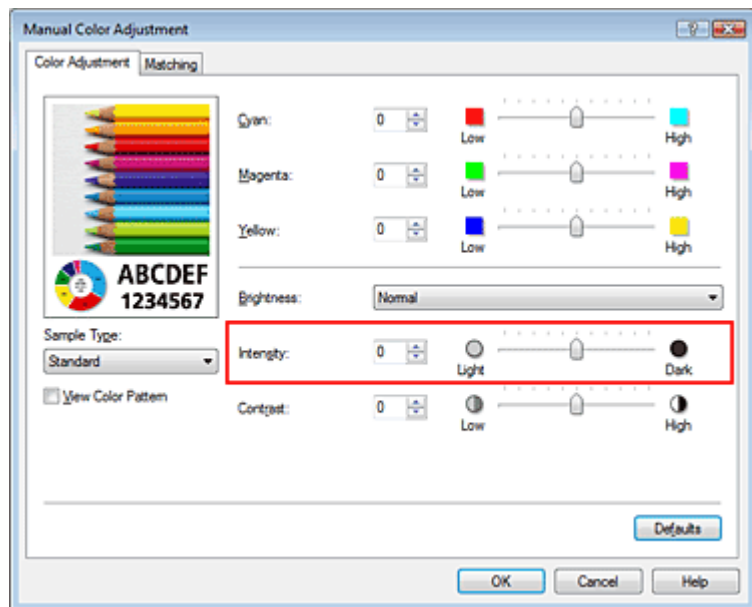 Manual Color Adjustment
Color Adjustment
Matching
Cyan:
0
Low
High
Magenta:
0
Low
High
Yellow:
0
Low
High
ABCDEF
1234567
Brightness:
Normal
Sample Type:
Standard
Intensity:
0
Light
Dark
View Color Pattern
Contrast:
0
Low
High
Defaults
OK
Cancel
Help